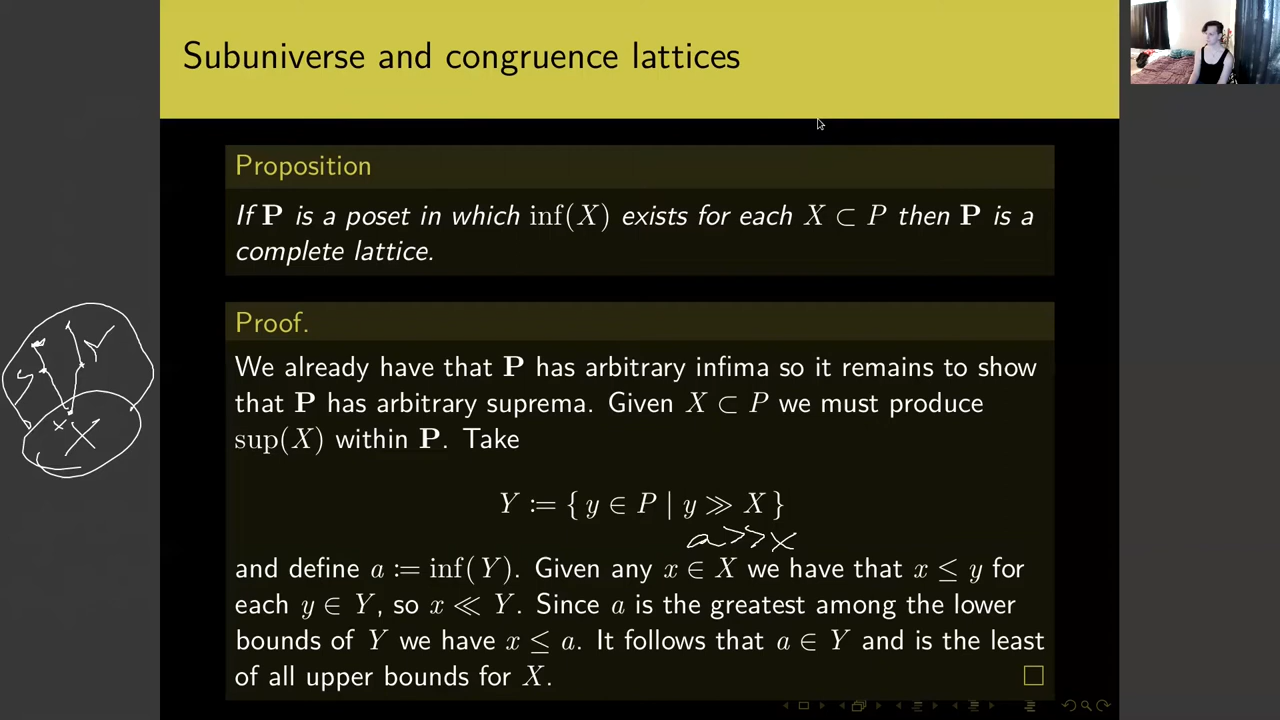 Subuniverse and congruence lattices
Proposition
If P is a poset in which inf(X) exists for each X ⊂ P then P is a
complete lattice.
Proof.
We already have that P has arbitrary infima so it remains to show
that P has arbitrary suprema. Given X ⊂ P we must produce
sup(X) within P. Take
Y := { y ∈ P | y ≫ X }
a >> X
and define a := inf(Y). Given any x ∈ X we have that x ≤ y for
each y ∈ Y, so x ≪ Y. Since a is the greatest among the lower
bounds of Y we have x ≤ a. It follows that a ∈ Y and is the least
of all upper bounds for X.
X